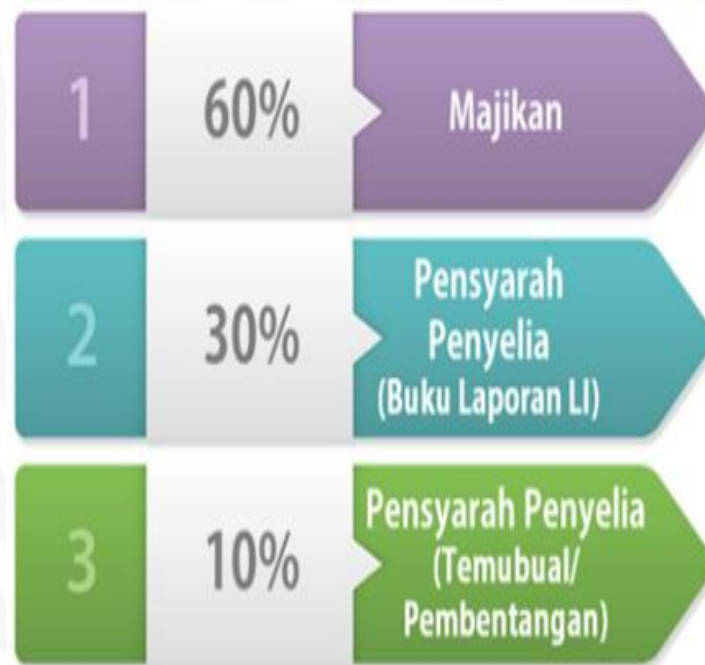 1 60% Majikan
2 30% Pensyarah
Penyelia
(Buku Laporan LI)
3 10% Pensyarah Penyelia
(Temubual/
Pembentangan)